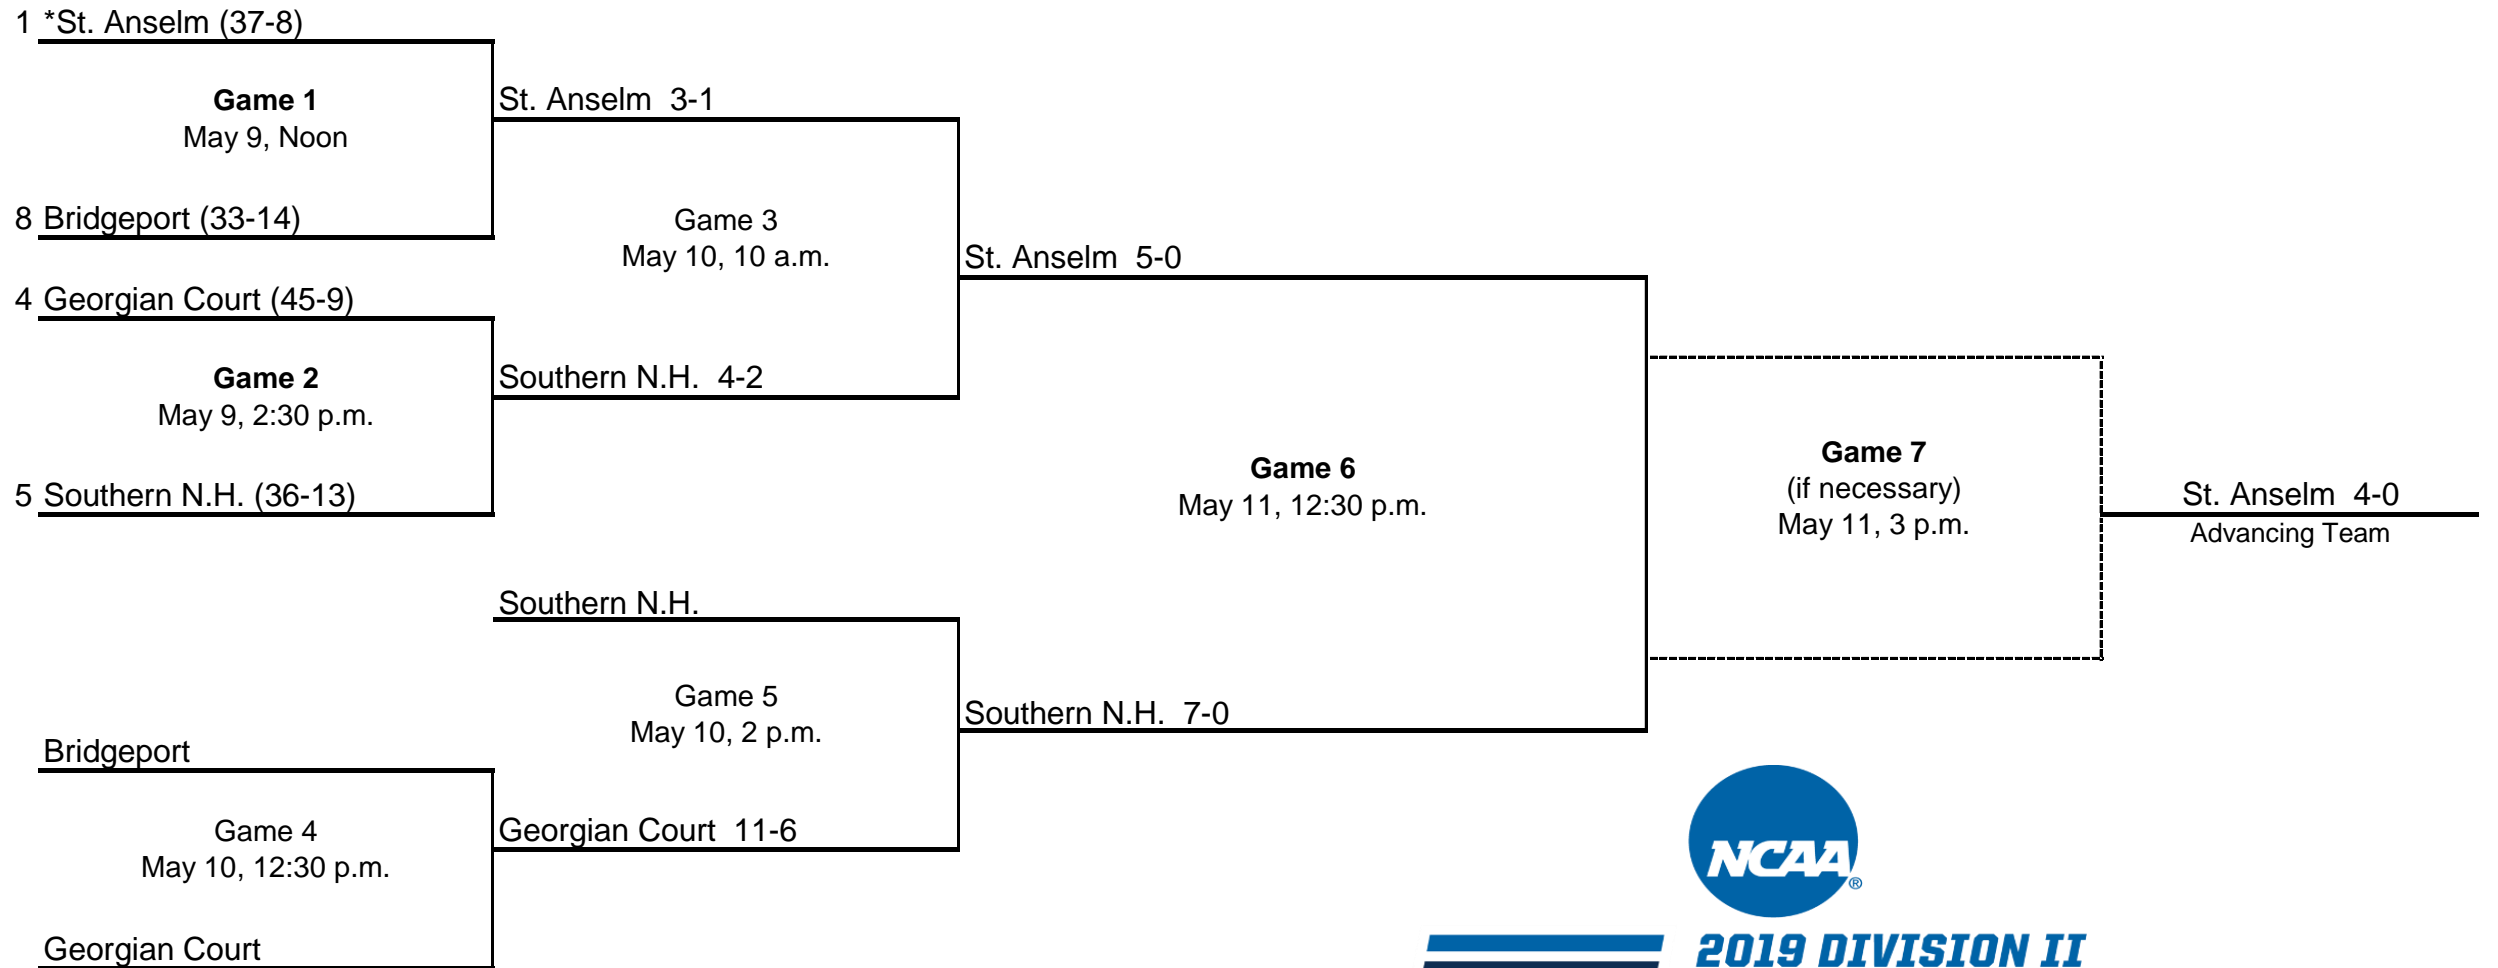 1 *St. Anselm (37-8)
Game 1
May 9, Noon
St. Anselm 3-1
8 Bridgeport (33-14)
Game 3
May 10, 10 a.m.
St. Anselm 5-0
4 Georgian Court (45-9)
Game 2
May 9, 2:30 p.m.
Southern N.H. 4-2
5 Southern N.H. (36-13)
Game 6
May 11, 12:30 p.m.
Game 7
(if necessary)
May 11, 3 p.m.
St. Anselm 4-0
Advancing Team
Southern N.H.
Game 5
May 10, 2 p.m.
Southern N.H. 7-0
Bridgeport
Game 4
May 10, 12:30 p.m.
Georgian Court 11-6
Georgian Court
NCAA®
2019 DIVISION II